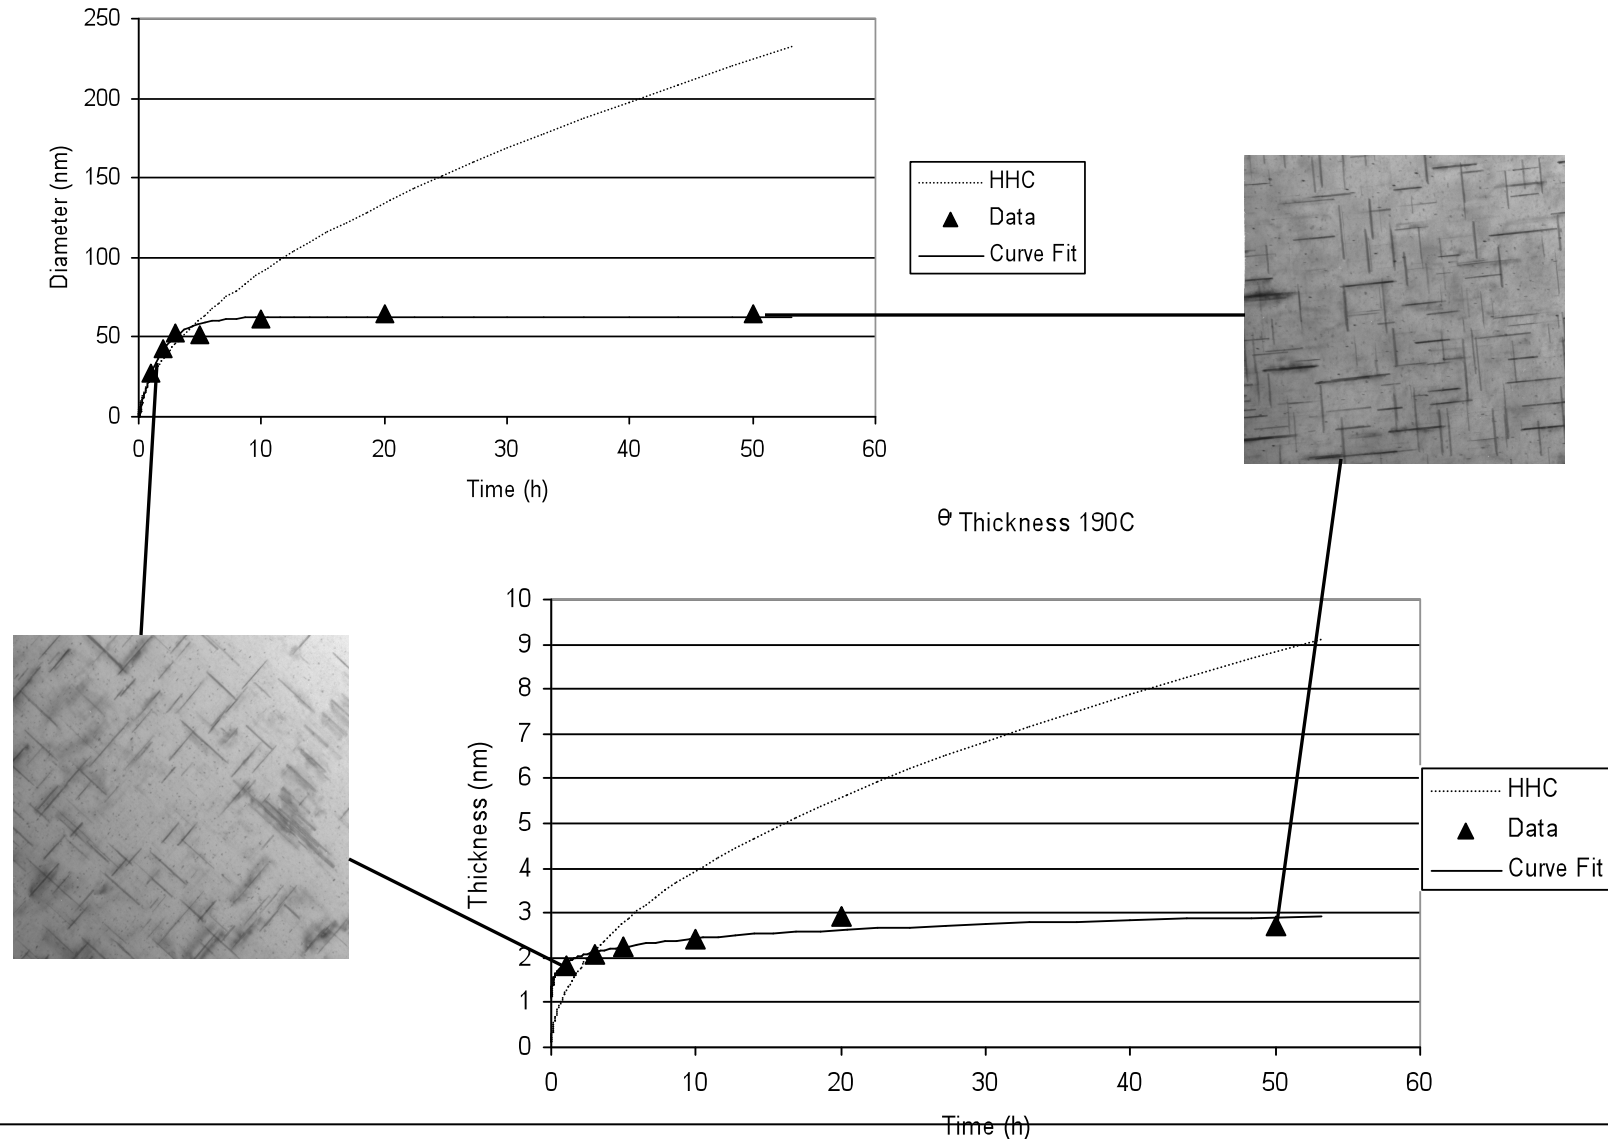 250
200
150
100
50
0
Diameter (nm)
0 10 20 30 40 50 60
Time (h)
HHC
Data
Curve Fit
θ' Thickness 190C
10
9
8
7
6
5
4
3
2
1
0
Thickness (nm)
0 10 20 30 40 50 60
Time (h)
HHC
Data
Curve Fit